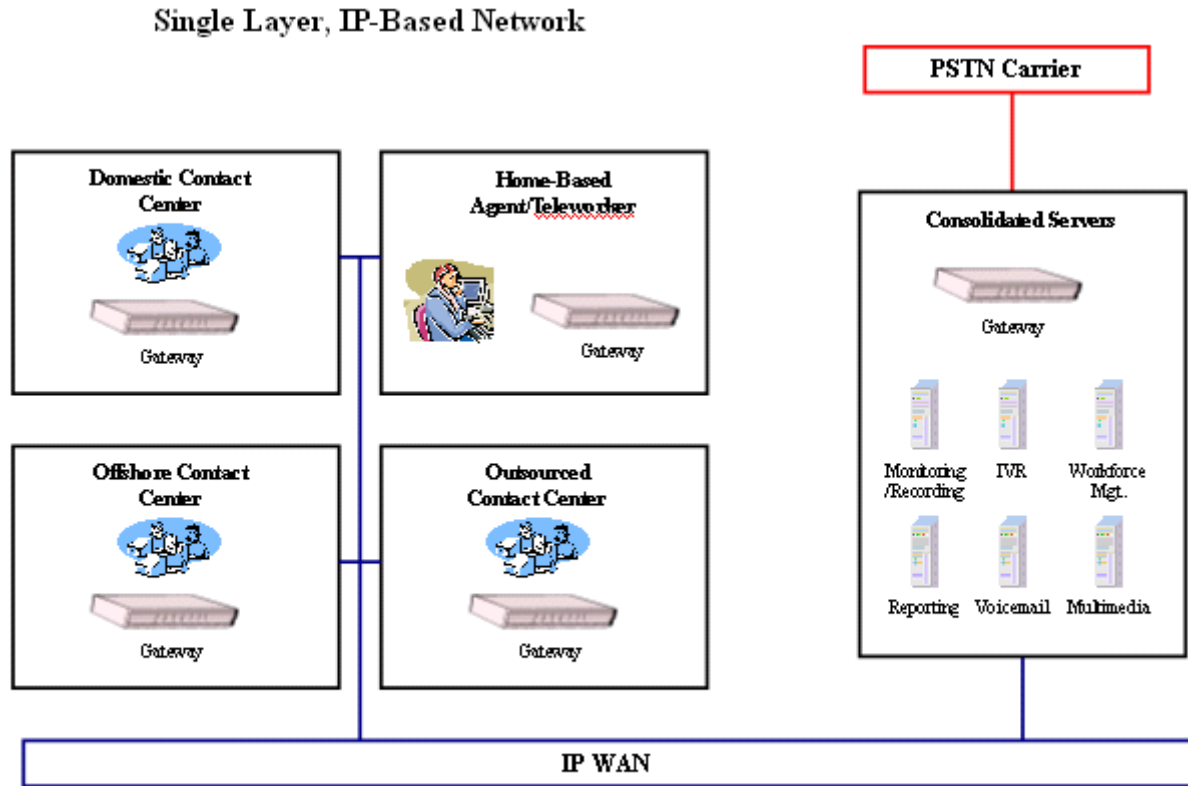 Single Layer, IP-Based Network
PSTN Carrier
Domestic Contact
Center
Gateway
Home-Based
Agent/Teleworker
Gateway
Consolidated Servers
Gateway
Monitoring
/Recording
IVR
Workforce
Mgt.
Reporting
Voicemail
Multimedia
Offshore Contact
Center
Gateway
Outsourced
Contact Center
Gateway
IP WAN